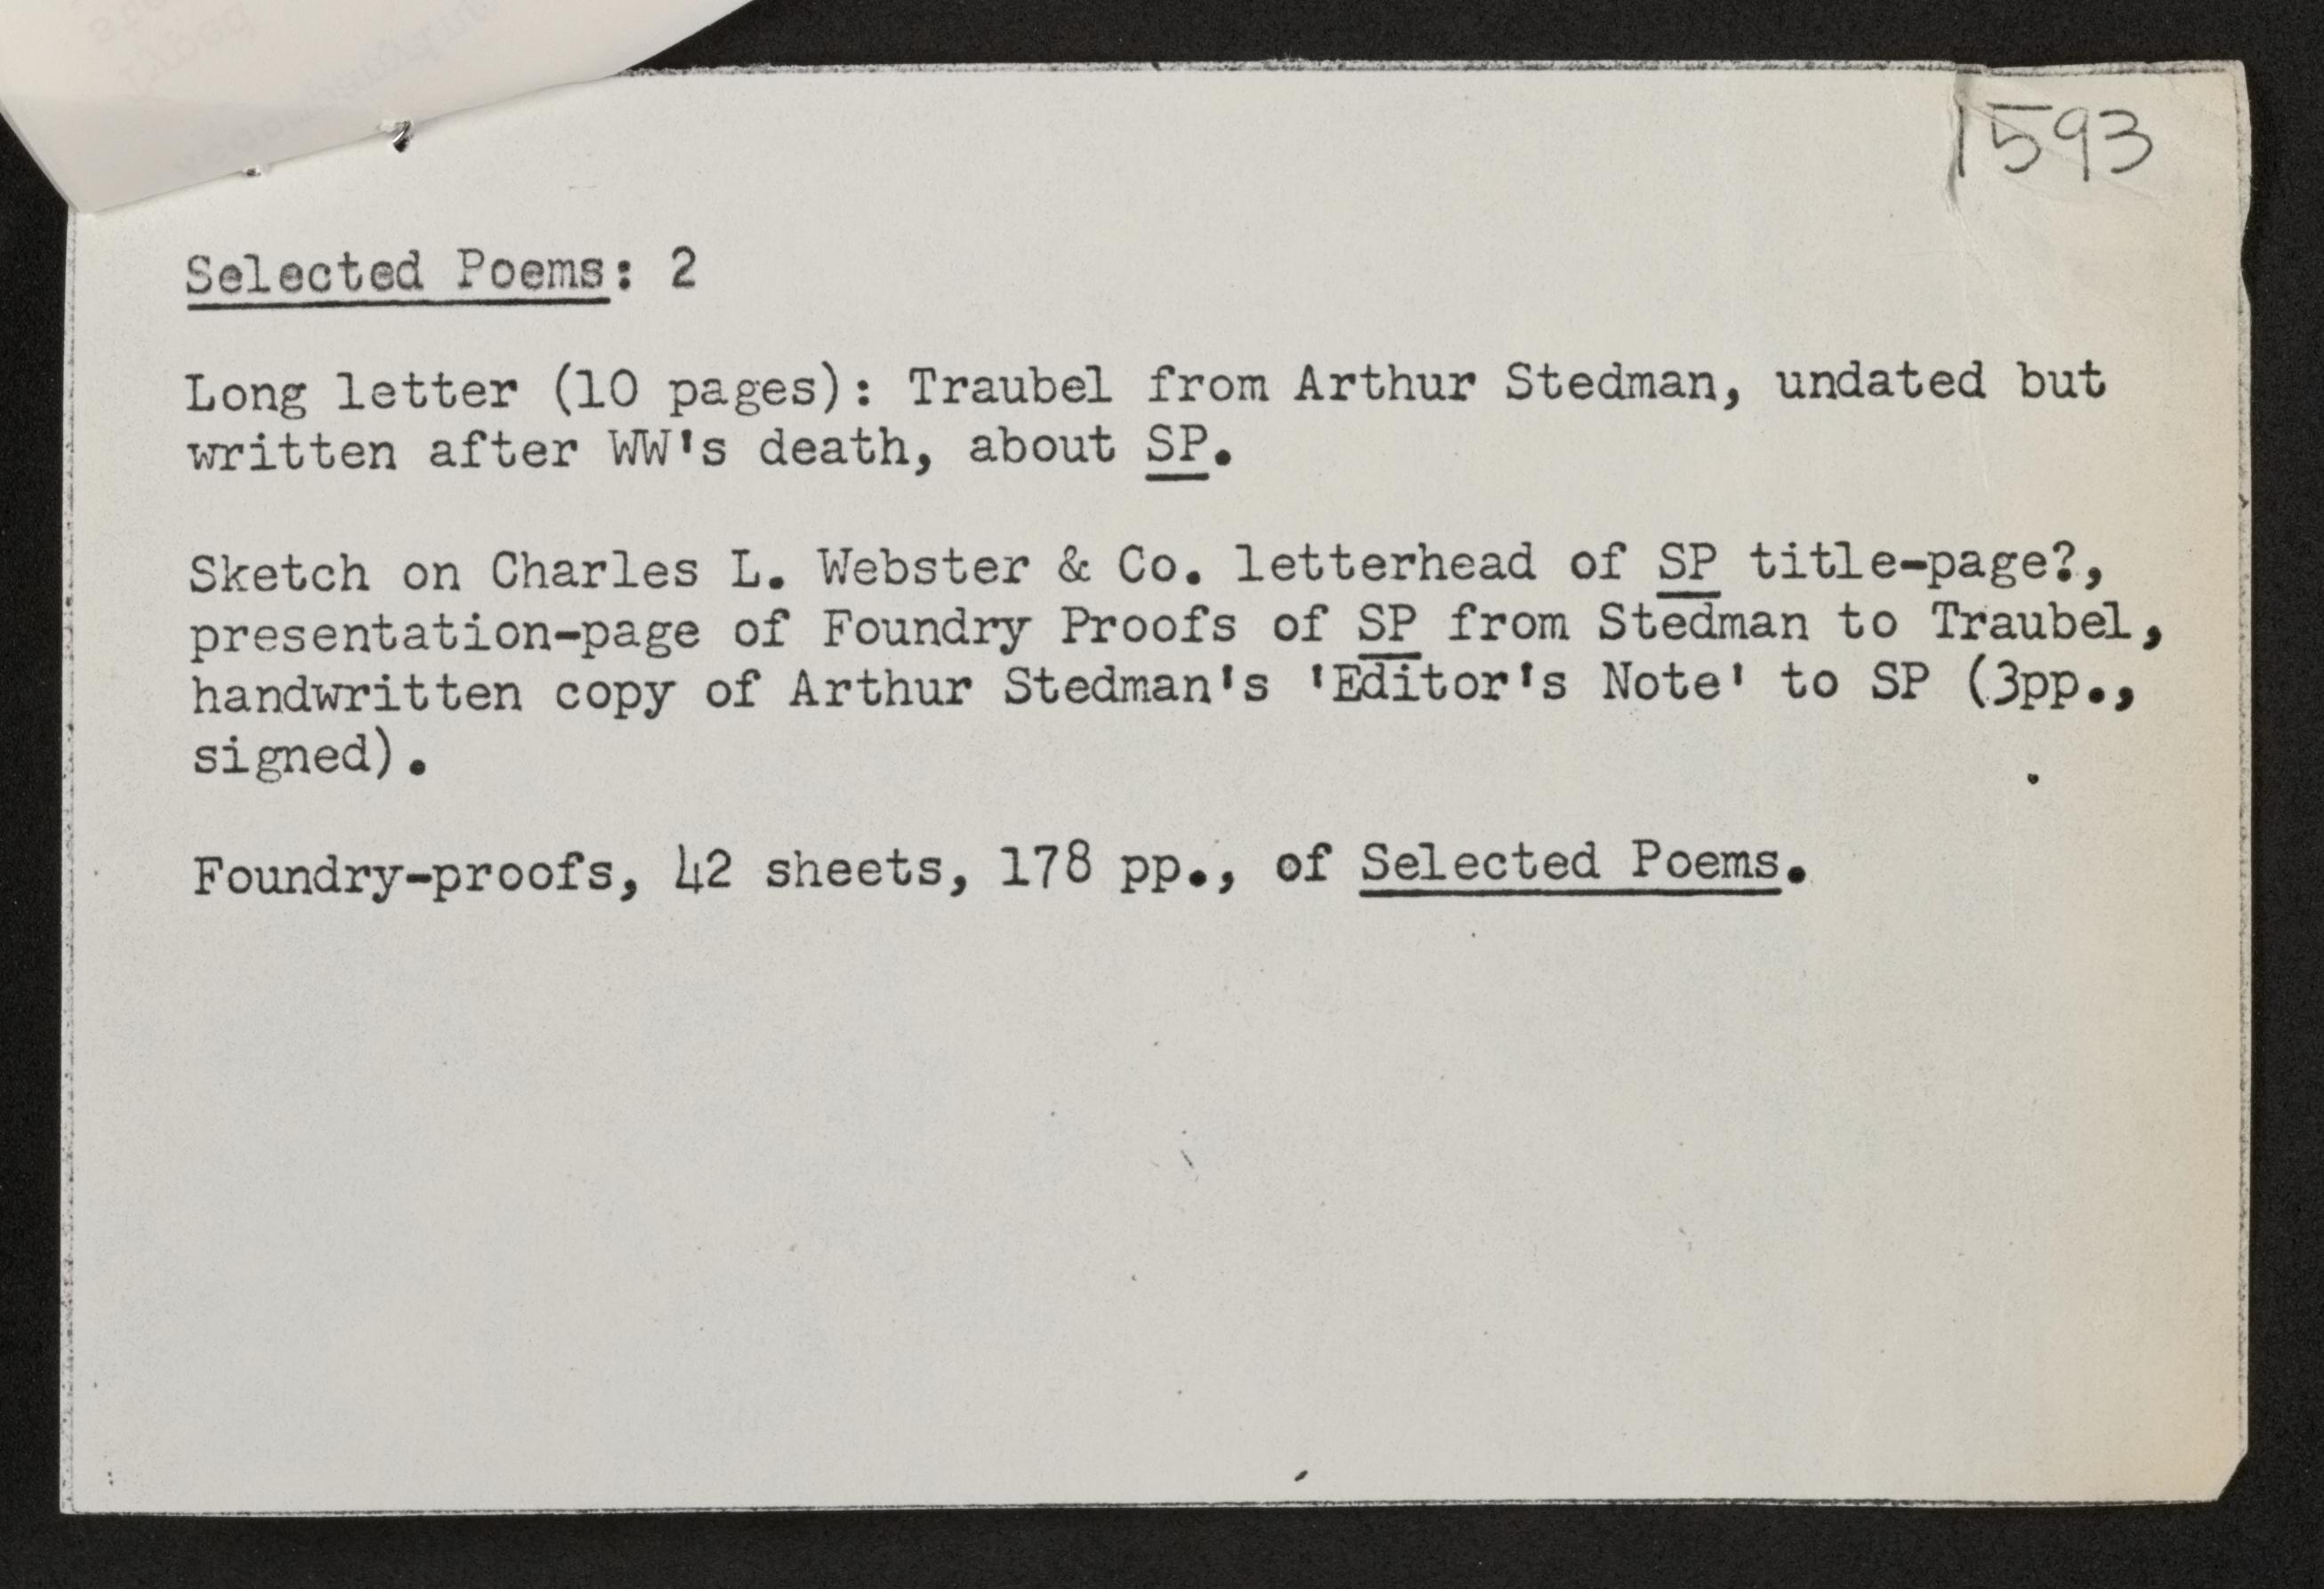 1593
Selected Poems: 2
Long letter (10 pages): Traubel from Arthur Stedman, undated but
written after WW's death, about SP.
Sketch on Charles L. Webster & Co. letterhead of SP title-page?,
presentation-page of Foundry Proofs of SP from Stedman to Traubel,
handwritten copy of Arthur Stedman's 'Editor's Note' to SP (3pp.,
signed).
Foundry-proofs, 42 sheets, 178 pp., of Selected Poems.